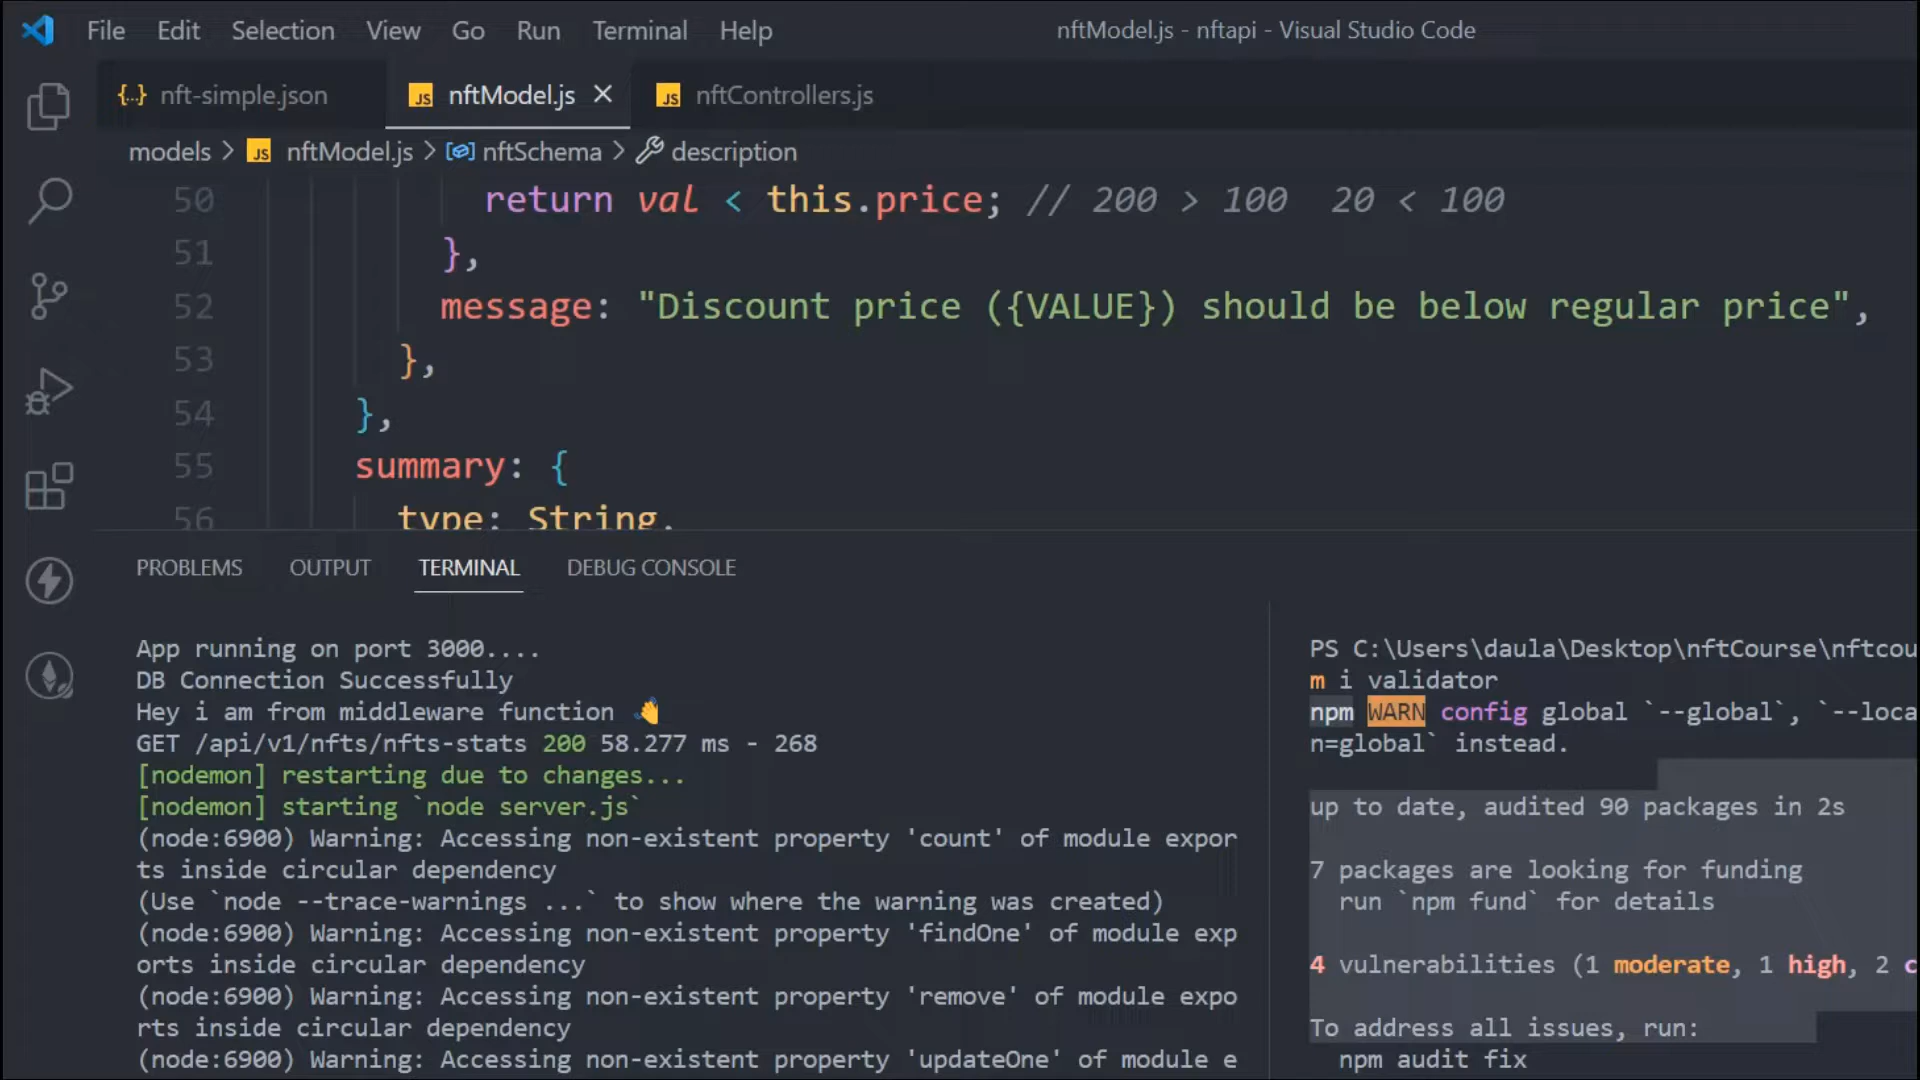 File Edit Selection View Go Run Terminal Help
nftModel.js - nftapi - Visual Studio Code
{..} nft-simple.json
JS nftModel.js ×
JS nftControllers.js
models > JS nftModel.js > nftSchema > description
50 return val < this.price; // 200 > 100 20 < 100
51 },
52 message: "Discount price ({VALUE}) should be below regular price",
53 },
54 },
55 summary: {
56 type: String,
PROBLEMS OUTPUT TERMINAL DEBUG CONSOLE
App running on port 3000....
DB Connection Successfully
Hey i am from middleware function 👋
GET /api/v1/nfts/nfts-stats 200 58.277 ms - 268
[nodemon] restarting due to changes...
[nodemon] starting `node server.js`
(node:6900) Warning: Accessing non-existent property 'count' of module expor
ts inside circular dependency
(Use `node --trace-warnings ...` to show where the warning was created)
(node:6900) Warning: Accessing non-existent property 'findOne' of module exp
orts inside circular dependency
(node:6900) Warning: Accessing non-existent property 'remove' of module expo
rts inside circular dependency
(node:6900) Warning: Accessing non-existent property 'updateOne' of module e
PS C:\Users\daula\Desktop\nftCourse\nftcou
m i validator
npm WARN config global `--global`, `--loca
n=global` instead.
up to date, audited 90 packages in 2s
7 packages are looking for funding
run `npm fund` for details
4 vulnerabilities (1 moderate, 1 high, 2 c
To address all issues, run:
npm audit fix